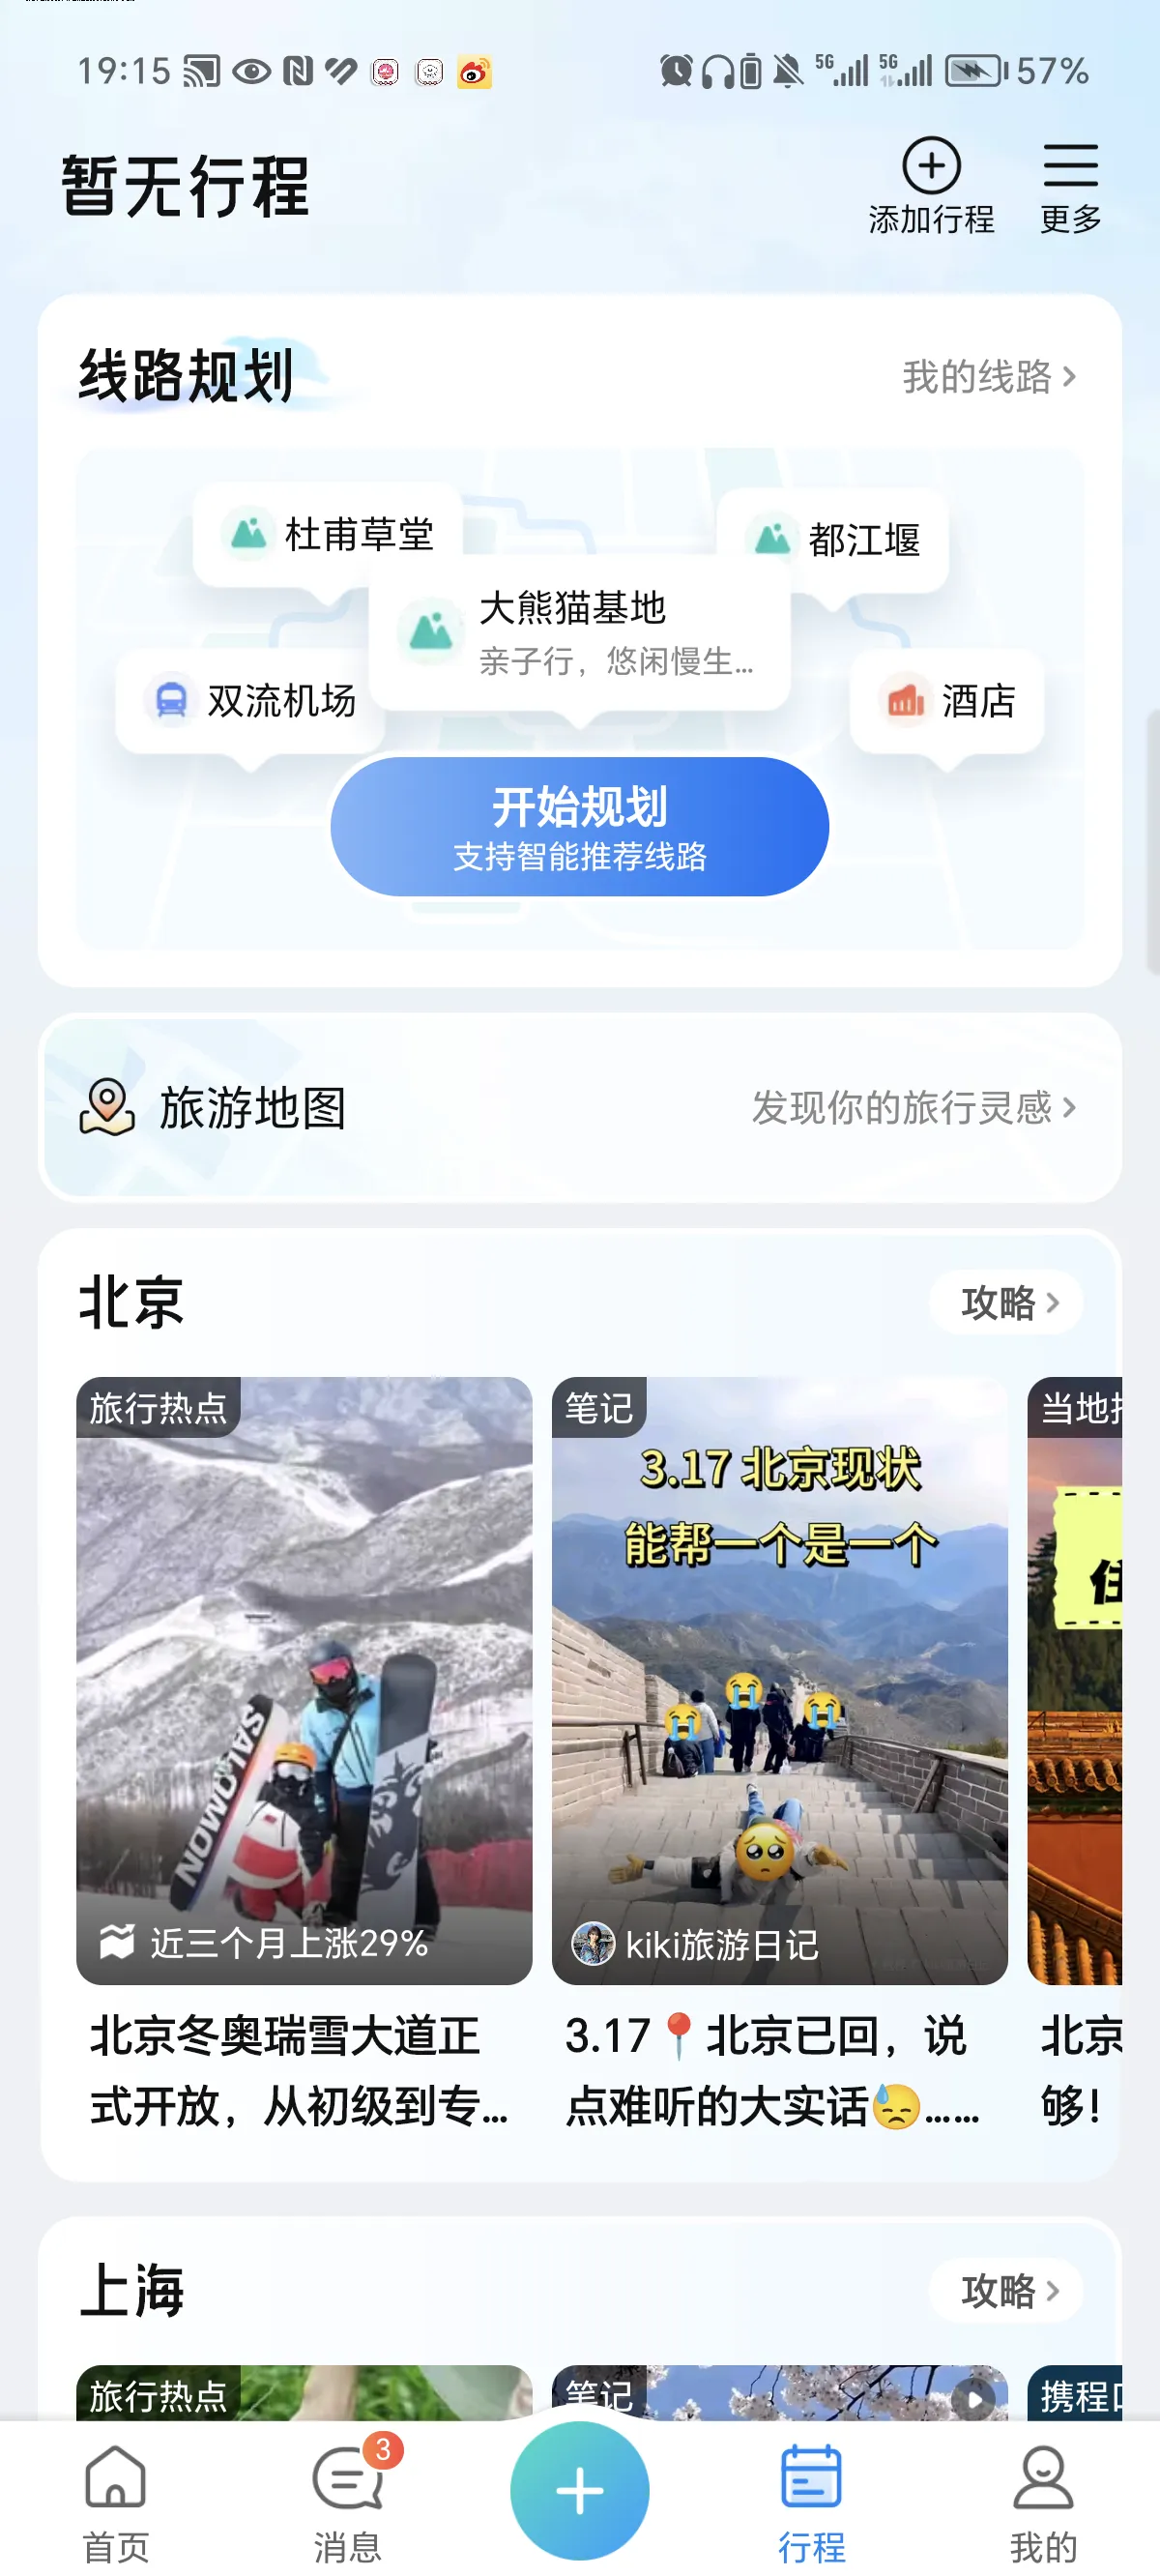 19:15
5G
5G
57%
暂无行程
添加行程
更多
线路规划
我的线路
杜甫草堂
都江堰
大熊猫基地
亲子行，悠闲慢生...
双流机场
酒店
开始规划
支持智能推荐线路
旅游地图
发现你的旅行灵感
北京
攻略
旅行热点
SALOMON
近三个月上涨29%
北京冬奥瑞雪大道正
式开放，从初级到专...
笔记
3.17 北京现状
能帮一个是一个
kiki旅游日记
3.17📍北京已回，说
点难听的大实话😓......
当地
住
北京
够！
上海
攻略
旅行热点
笔记
携程口
首页
3
消息
行程
我的